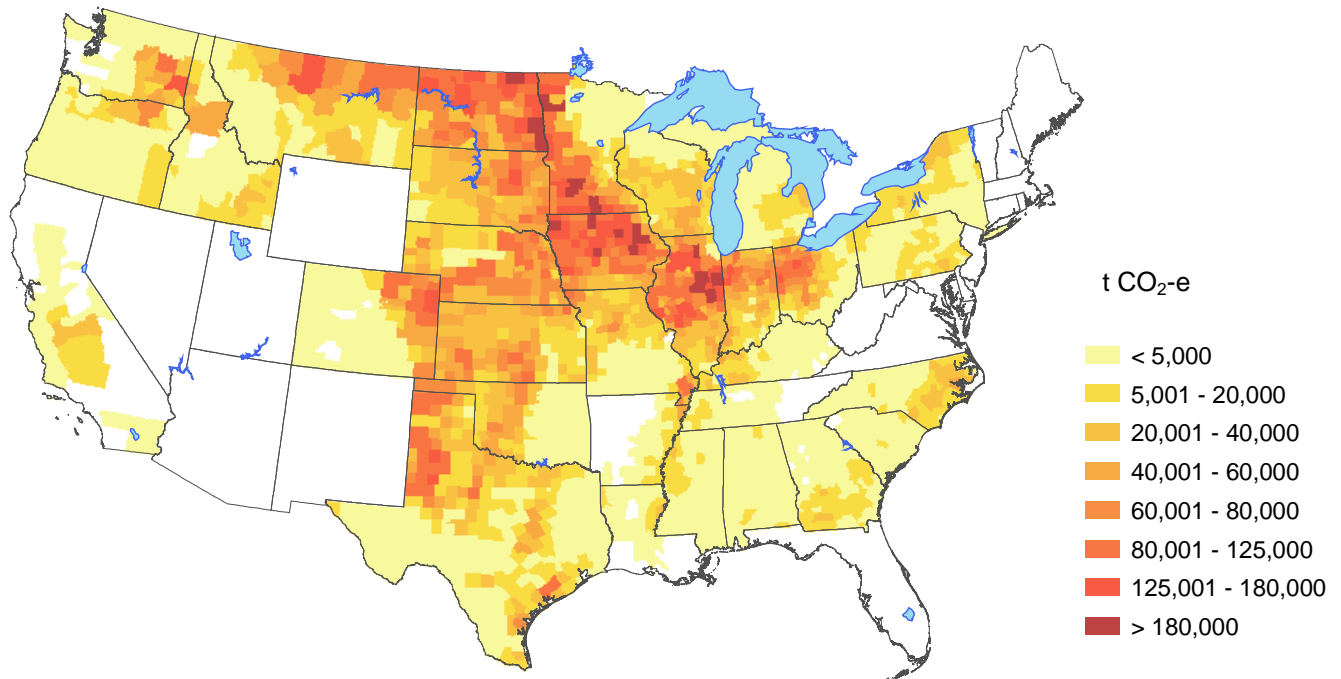 t CO₂-e
< 5,000
5,001 - 20,000
20,001 - 40,000
40,001 - 60,000
60,001 - 80,000
80,001 - 125,000
125,001 - 180,000
> 180,000